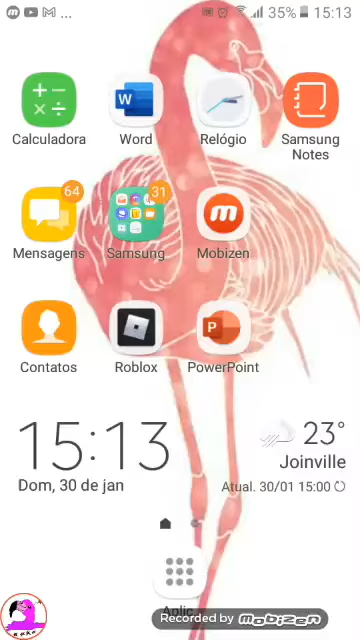 ... 35% 15:13
Calculadora
Word
Relógio
Samsung Notes
64
31
Mensagens
Samsung
Mobizen
Contatos
Roblox
PowerPoint
15:13
Dom, 30 de jan
23°
Joinville
Atual. 30/01 15:00
Aplic
Recorded by mobizen